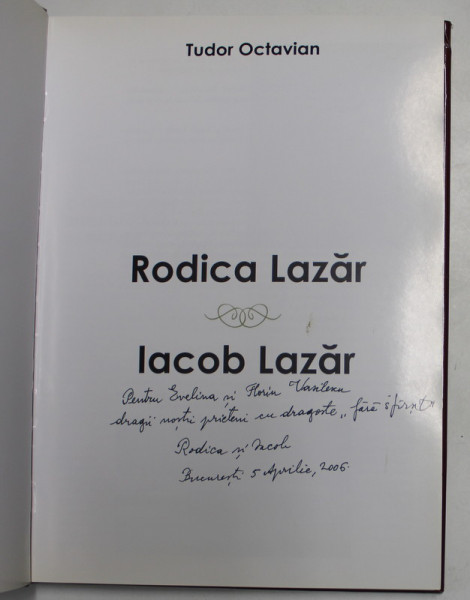 Tudor Octavian
Rodica Lazăr
Iacob Lazăr
Pentru Evelina și Florin Vasilescu
dragii noștri prieteni cu dragoste „fără sfîrșit”
Rodica și Iacob
București 5 Aprilie, 2006